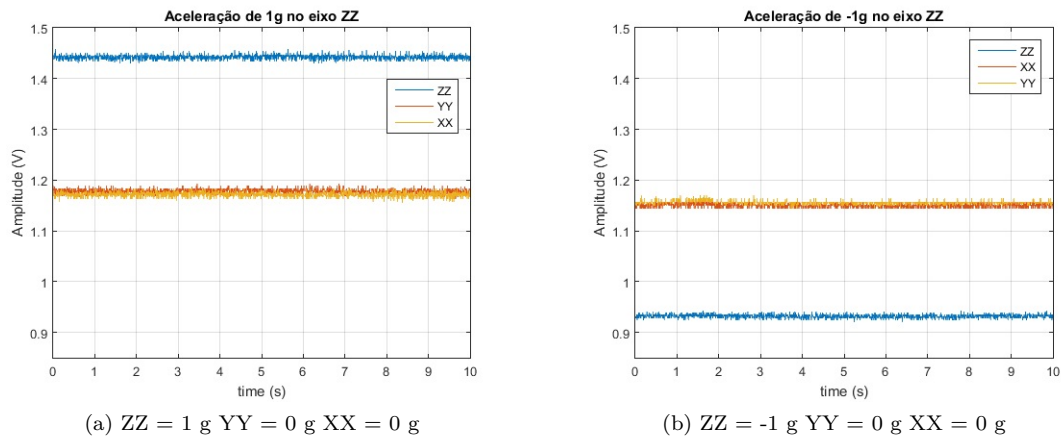 Aceleração de 1g no eixo ZZ
1.5
1.4
1.3
1.2
1.1
1
0.9
Amplitude (V)
ZZ
YY
XX
0 1 2 3 4 5 6 7 8 9 10
time (s)
(a) ZZ = 1 g YY = 0 g XX = 0 g
Aceleração de -1g no eixo ZZ
1.5
1.4
1.3
1.2
1.1
1
0.9
Amplitude (V)
ZZ
XX
YY
0 1 2 3 4 5 6 7 8 9 10
time (s)
(b) ZZ = -1 g YY = 0 g XX = 0 g